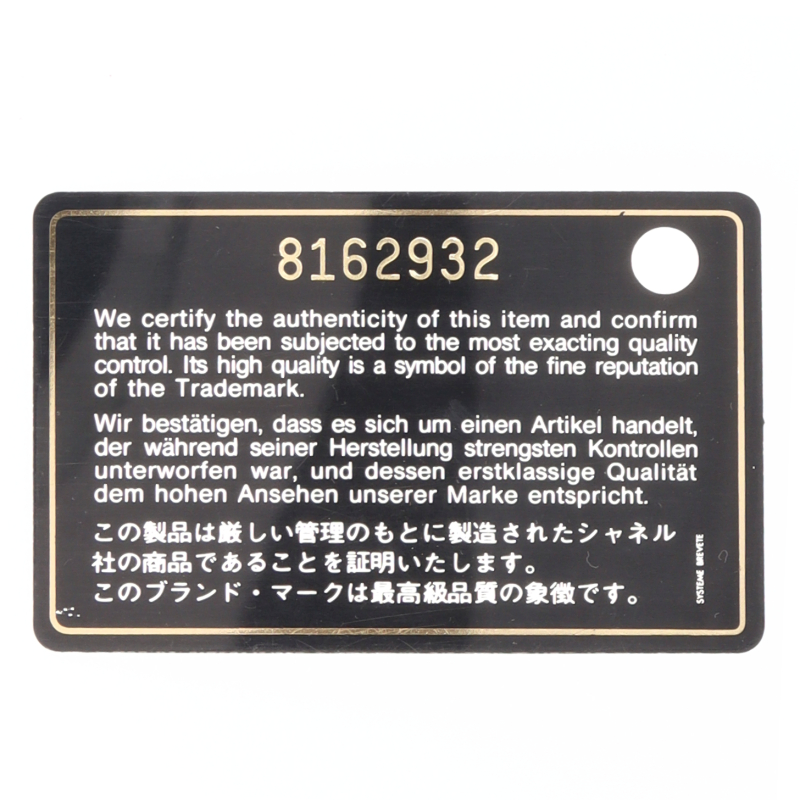 8162932
We certify the authenticity of this item and confirm
that it has been subjected to the most exacting quality
control. Its high quality is a symbol of the fine reputation
of the Trademark.
Wir bestätigen, dass es sich um einen Artikel handelt,
der während seiner Herstellung strengsten Kontrollen
unterworfen war, und dessen erstklassige Qualität
dem hohen Ansehen unserer Marke entspricht.
この製品は厳しい管理のもとに製造されたシャネル
社の商品であることを証明いたします。
このブランド・マークは最高級品質の象徴です。
SYSTEME BREVETE